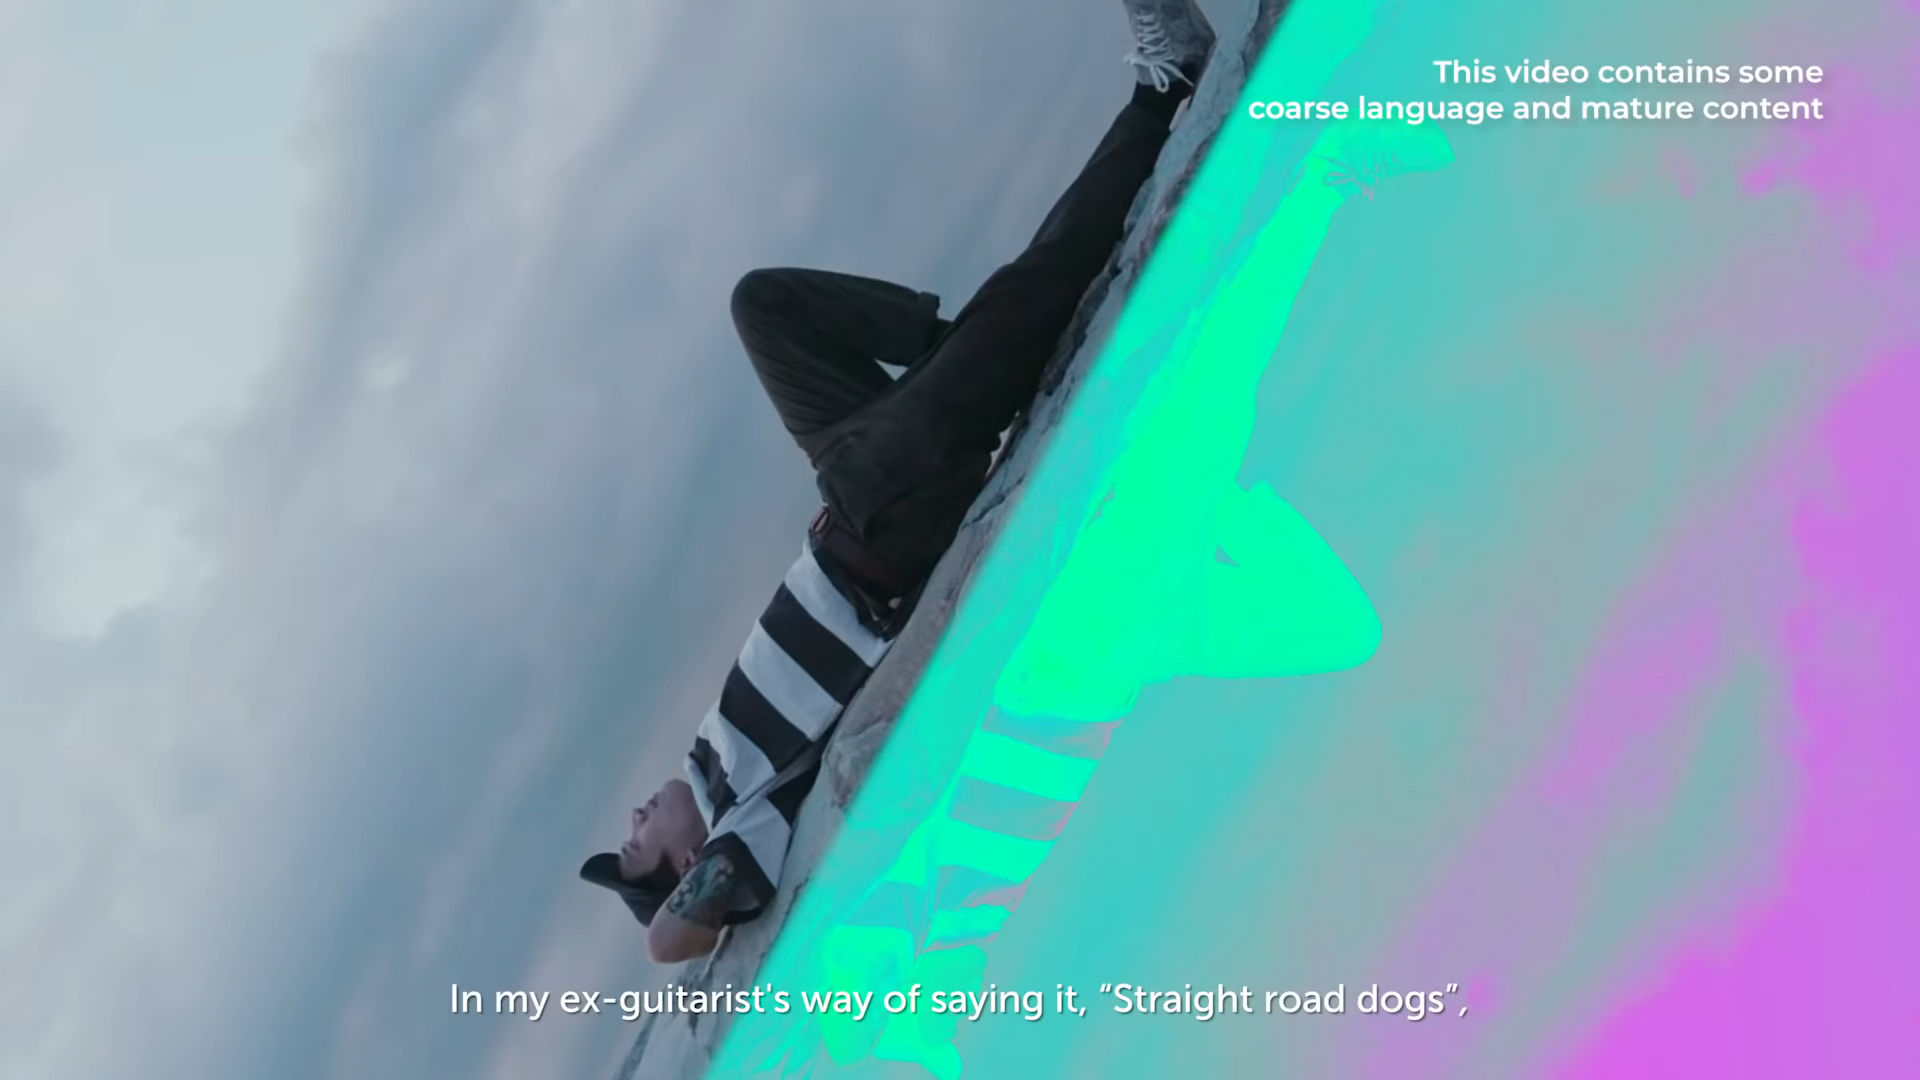 This video contains some
coarse language and mature content
In my ex-guitarist's way of saying it, “Straight road dogs”,